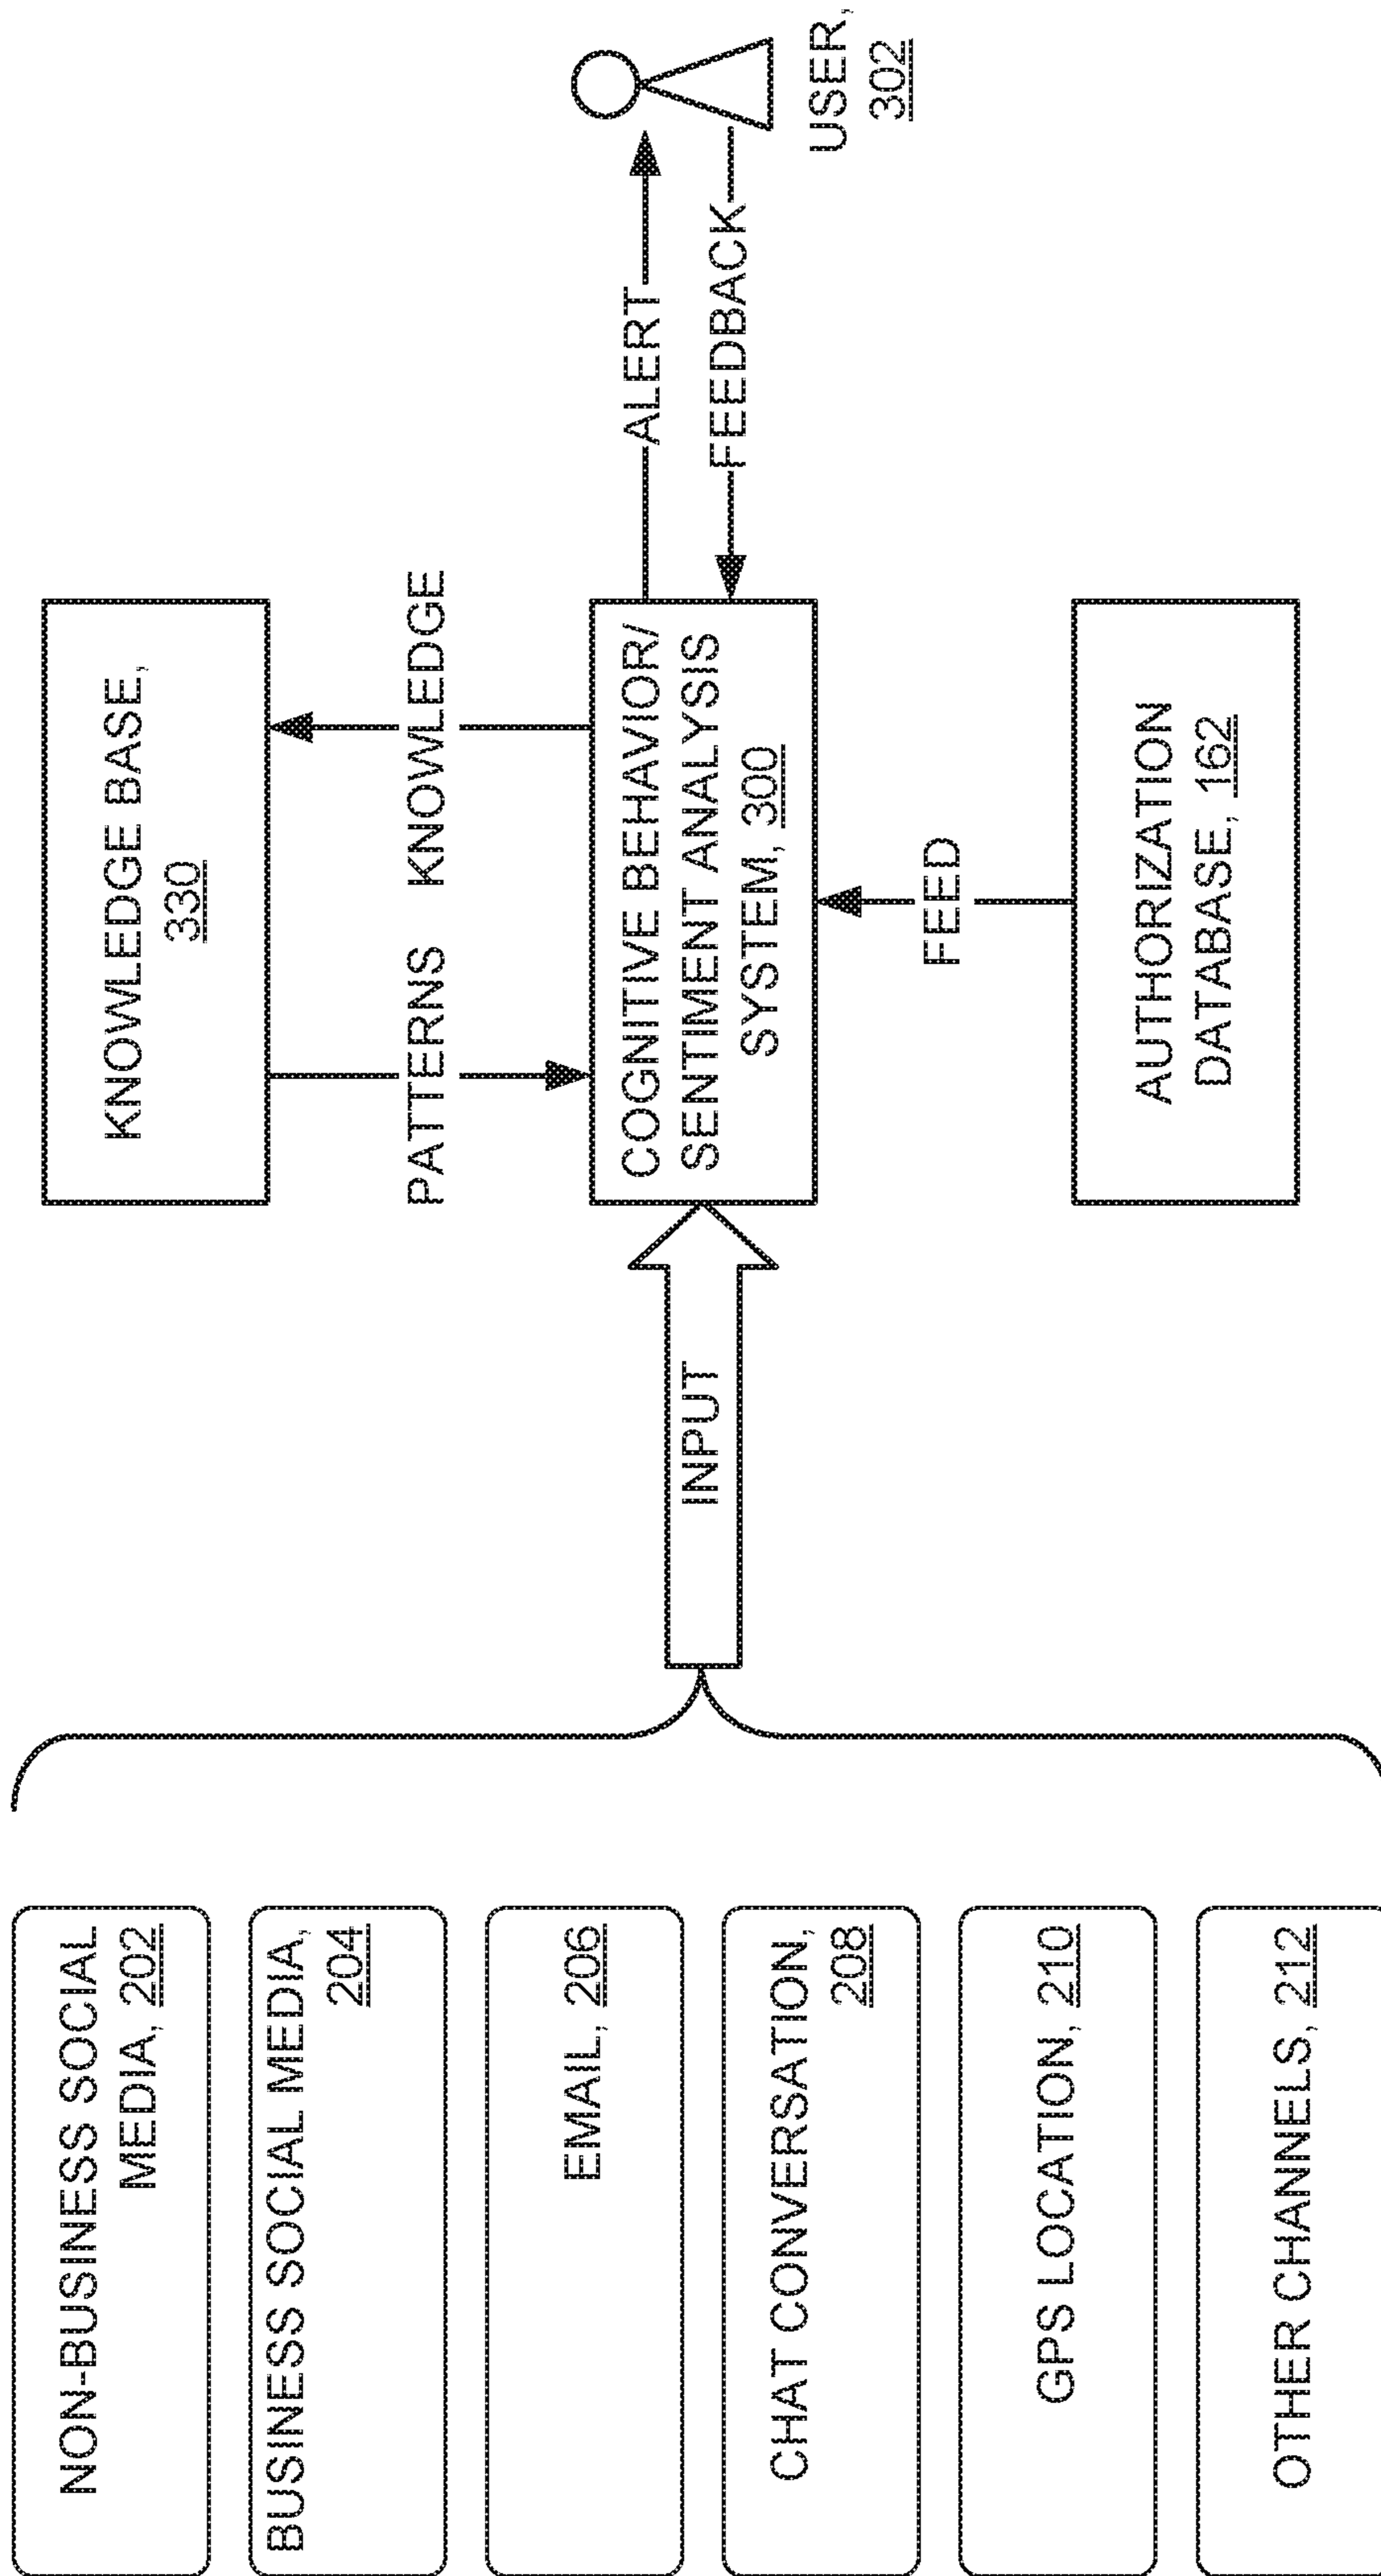 NON-BUSINESS SOCIAL
MEDIA, 202
BUSINESS SOCIAL MEDIA,
204
EMAIL, 206
CHAT CONVERSATION,
208
GPS LOCATION, 210
OTHER CHANNELS, 212
INPUT
KNOWLEDGE BASE,
330
PATTERNS
KNOWLEDGE
COGNITIVE BEHAVIOR/
SENTIMENT ANALYSIS
SYSTEM, 300
FEED
AUTHORIZATION
DATABASE, 162
ALERT
FEEDBACK
USER,
302